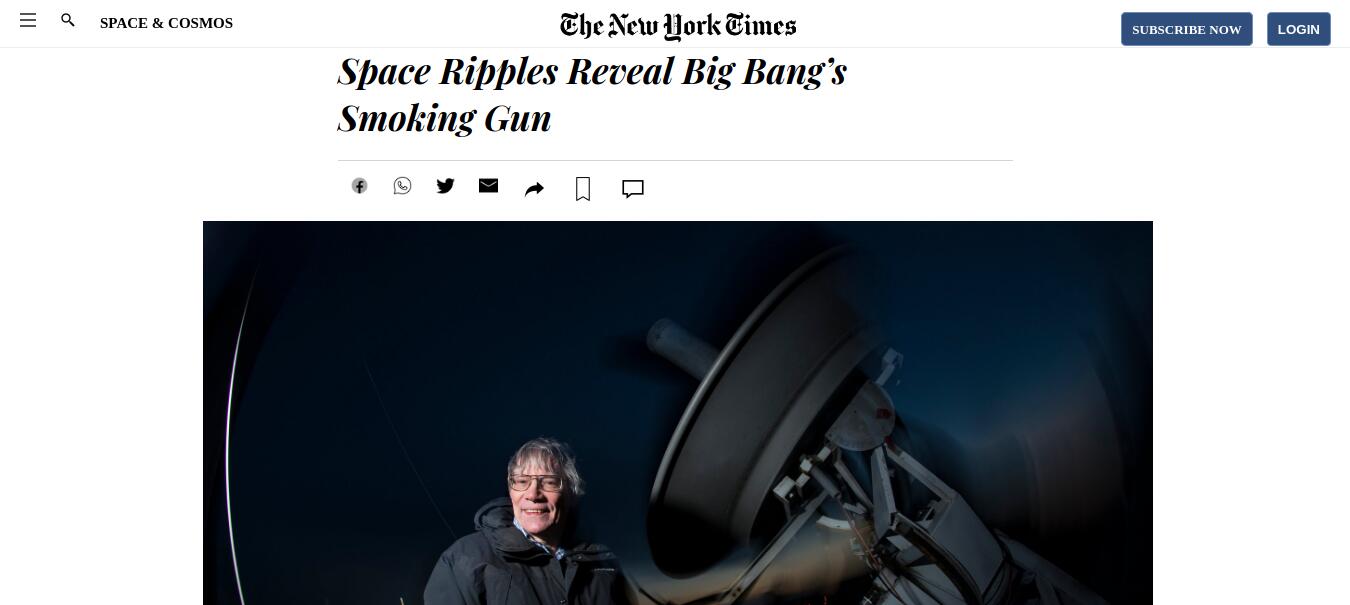 SPACE & COSMOS
The New York Times
SUBSCRIBE NOW
LOGIN
Space Ripples Reveal Big Bang’s
Smoking Gun